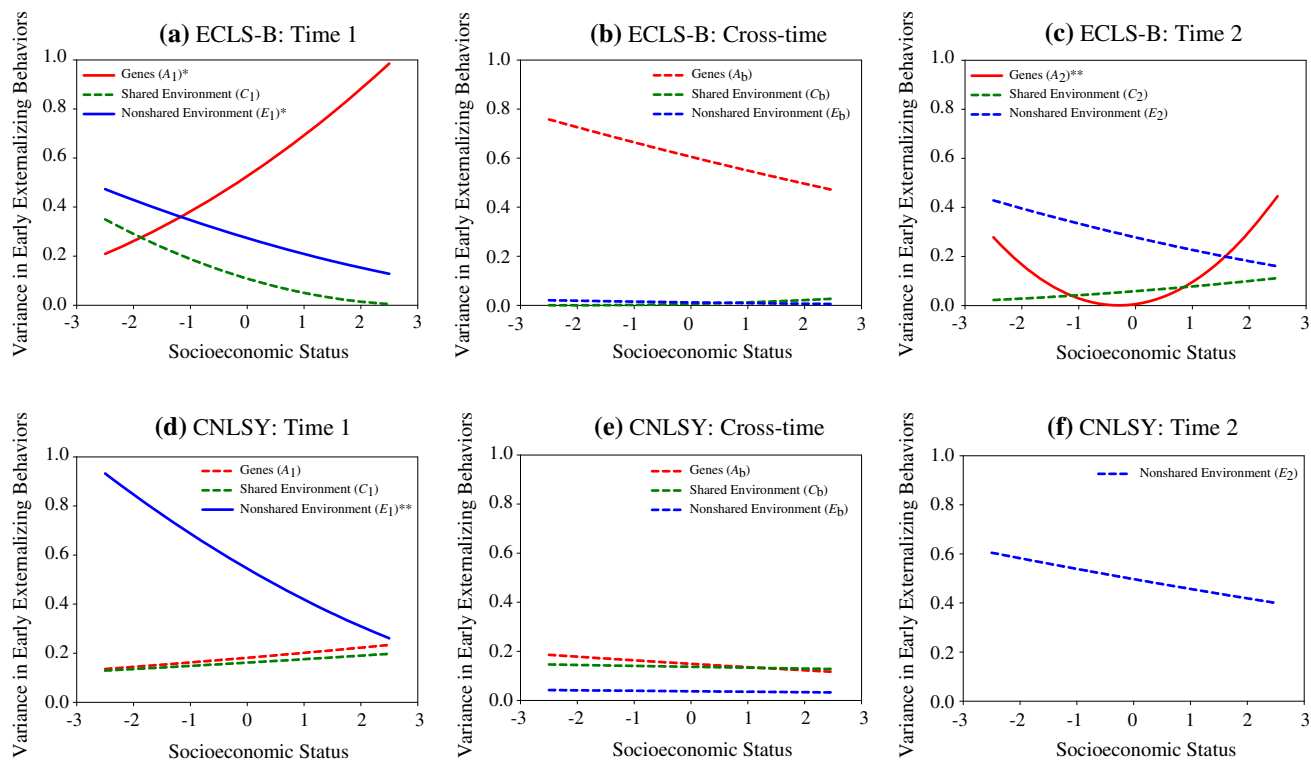 (a) ECLS-B: Time 1
Variance in Early Externalizing Behaviors
1.0
0.8
0.6
0.4
0.2
0.0
Genes (A1)*
Shared Environment (C1)
Nonshared Environment (E1)*
-3 -2 -1 0 1 2 3
Socioeconomic Status
(b) ECLS-B: Cross-time
Variance in Early Externalizing Behaviors
1.0
0.8
0.6
0.4
0.2
0.0
Genes (Ab)
Shared Environment (Cb)
Nonshared Environment (Eb)
-3 -2 -1 0 1 2 3
Socioeconomic Status
(c) ECLS-B: Time 2
Variance in Early Externalizing Behaviors
1.0
0.8
0.6
0.4
0.2
0.0
Genes (A2)**
Shared Environment (C2)
Nonshared Environment (E2)
-3 -2 -1 0 1 2 3
Socioeconomic Status
(d) CNLSY: Time 1
Variance in Early Externalizing Behaviors
1.0
0.8
0.6
0.4
0.2
0.0
Genes (A1)
Shared Environment (C1)
Nonshared Environment (E1)**
-3 -2 -1 0 1 2 3
Socioeconomic Status
(e) CNLSY: Cross-time
Variance in Early Externalizing Behaviors
1.0
0.8
0.6
0.4
0.2
0.0
Genes (Ab)
Shared Environment (Cb)
Nonshared Environment (Eb)
-3 -2 -1 0 1 2 3
Socioeconomic Status
(f) CNLSY: Time 2
Variance in Early Externalizing Behaviors
1.0
0.8
0.6
0.4
0.2
0.0
Nonshared Environment (E2)
-3 -2 -1 0 1 2 3
Socioeconomic Status